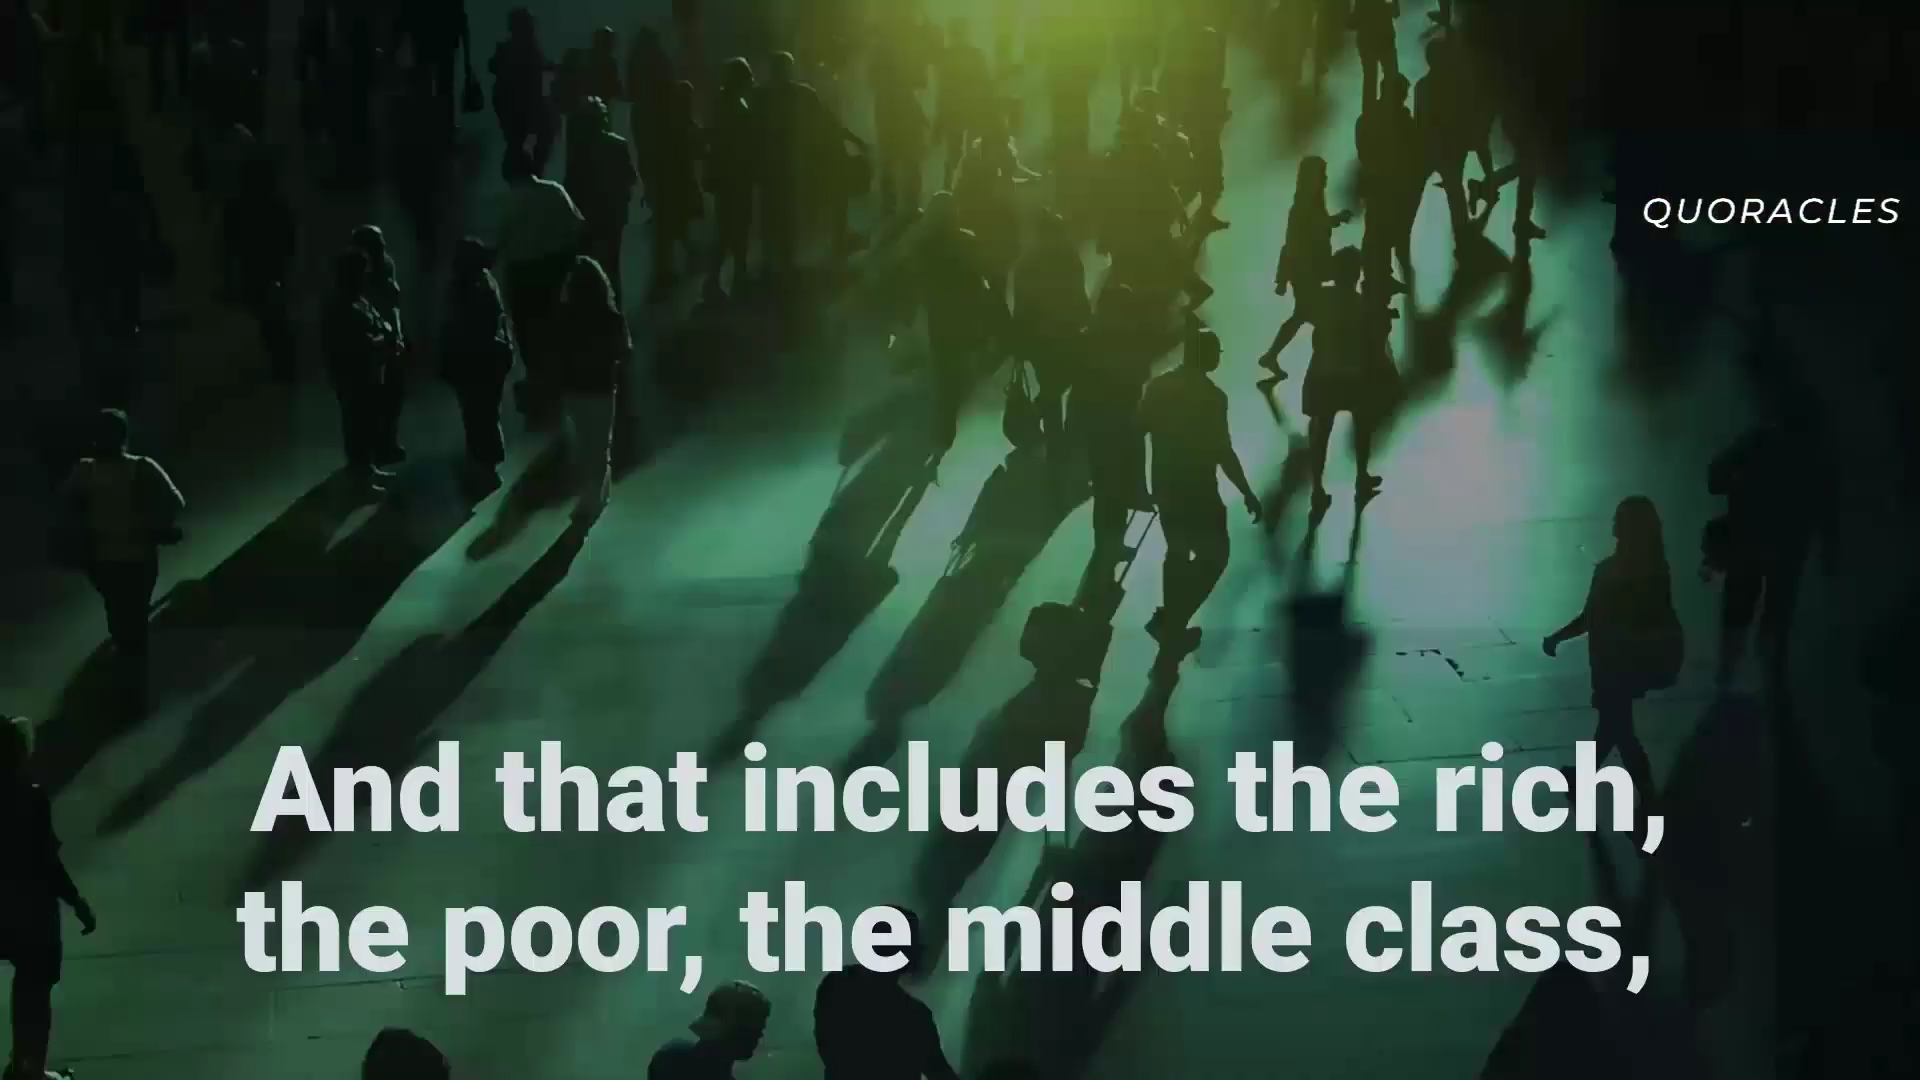 QUORACLES
And that includes the rich,
the poor, the middle class,